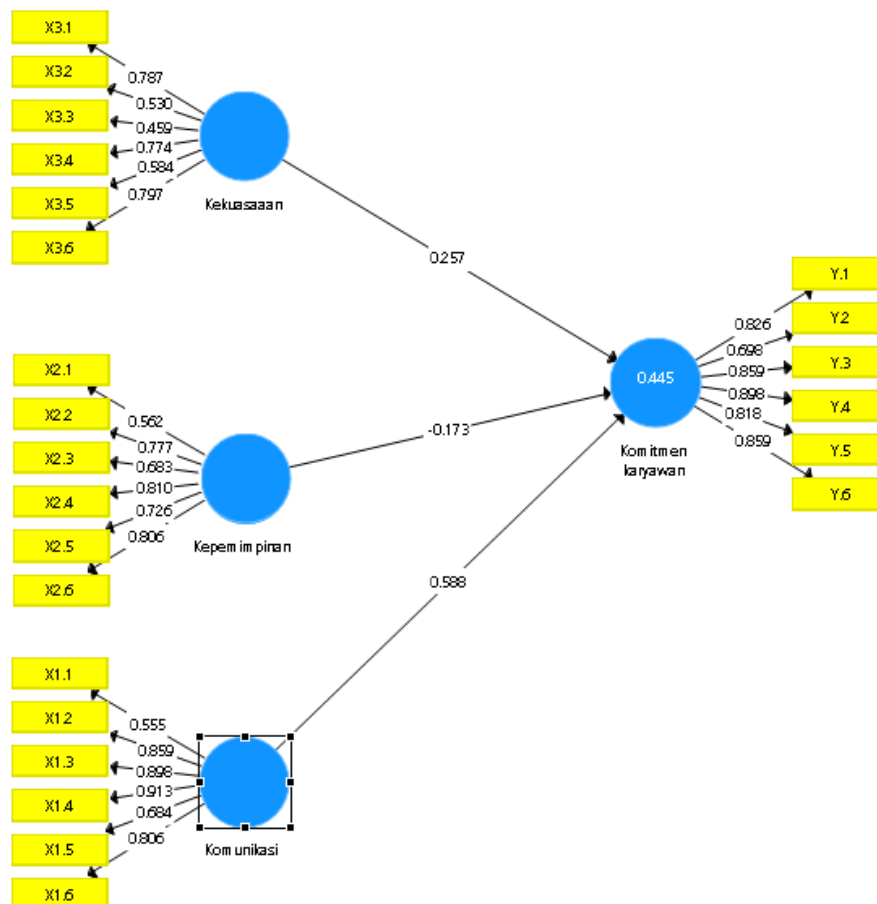 X3.1
X3.2
X3.3
X3.4
X3.5
X3.6
0.787
0.530
0.459
0.774
0.584
0.797
Kekuasaaan
0.257
X2.1
X2.2
X2.3
X2.4
X2.5
X2.6
0.562
0.777
0.683
0.810
0.726
0.806
Kepemimpinan
-0.173
X1.1
X1.2
X1.3
X1.4
X1.5
X1.6
0.555
0.859
0.898
0.913
0.684
0.806
Komunikasi
0.588
0.445
Komitmen
karyawan
0.826
0.698
0.859
0.898
0.818
0.859
Y.1
Y.2
Y.3
Y.4
Y.5
Y.6